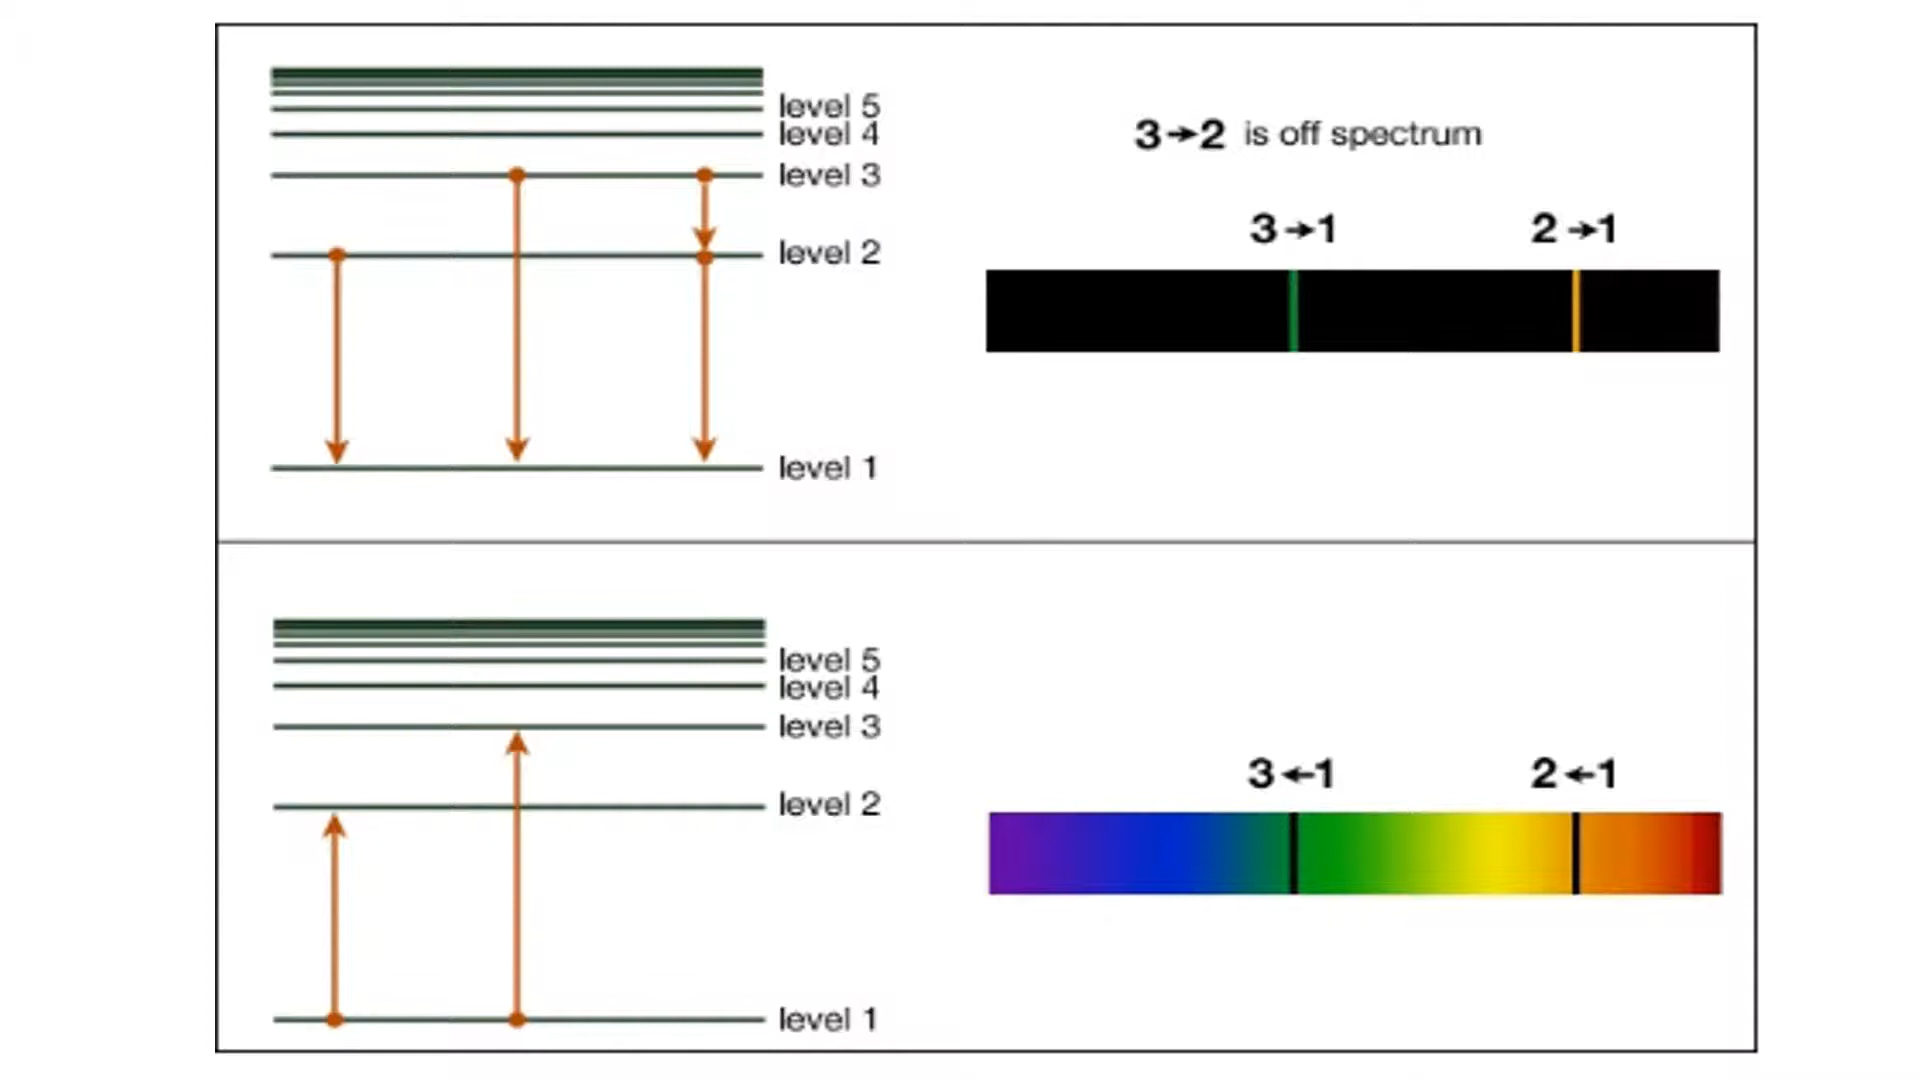 level 5
level 4
level 3
level 2
level 1
3→2 is off spectrum
3→1
2→1
level 5
level 4
level 3
level 2
level 1
3←1
2←1